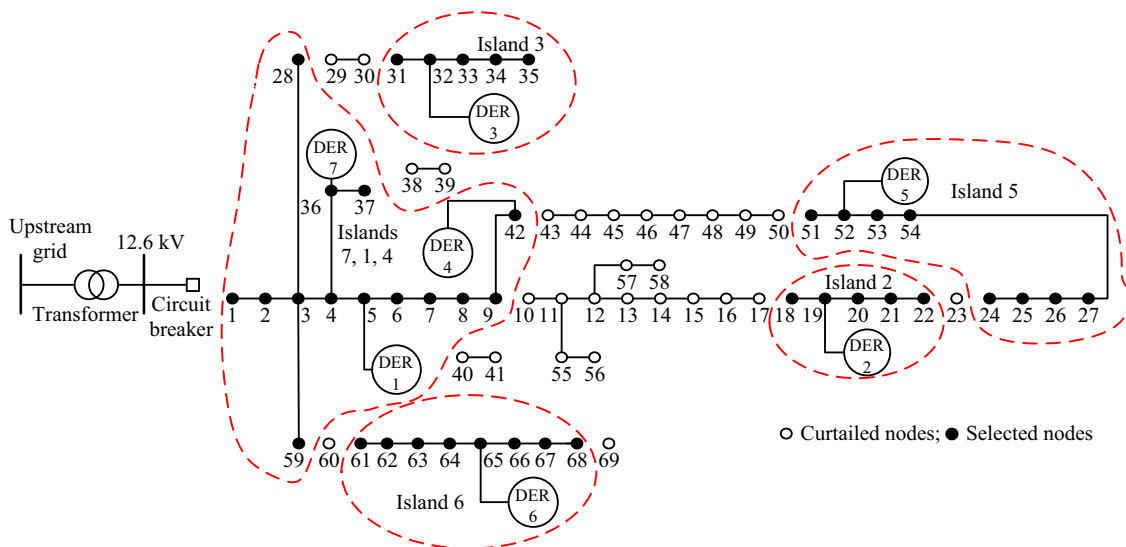 Island 3
28
29 30
31
32 33 34 35
DER
3
DER
7
38 39
DER
5
Island 5
36
37
Islands
7, 1, 4
42
43 44 45 46 47 48 49 50
51 52 53 54
Upstream
grid
12.6 kV
DER
4
57 58
Island 2
Transformer
Circuit
breaker
1 2 3 4 5 6 7 8 9
10 11 12 13 14 15 16 17
18 19 20 21 22
23
24 25 26 27
DER
1
40 41
55 56
DER
2
59
60
61 62 63 64 65 66 67 68
69
Curtailed nodes; Selected nodes
Island 6
DER
6